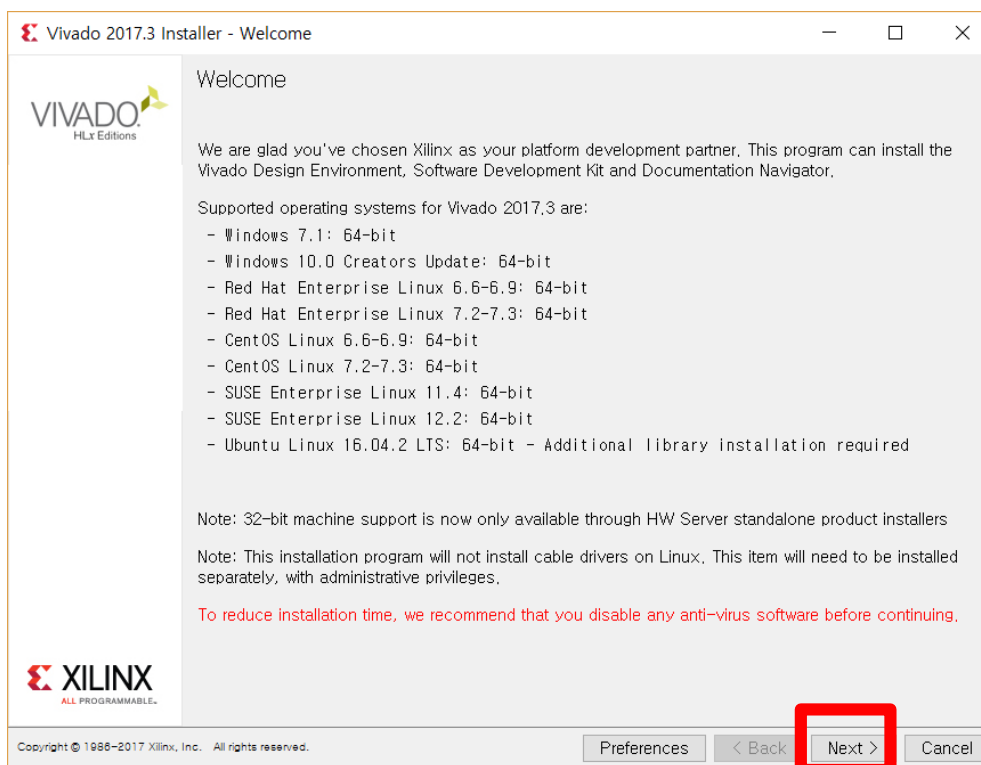 Vivado 2017.3 Installer - Welcome
VIVADO.
HLx Editions
Welcome
We are glad you've chosen Xilinx as your platform development partner. This program can install the
Vivado Design Environment, Software Development Kit and Documentation Navigator.
Supported operating systems for Vivado 2017.3 are:
- Windows 7.1: 64-bit
- Windows 10.0 Creators Update: 64-bit
- Red Hat Enterprise Linux 6.6-6.9: 64-bit
- Red Hat Enterprise Linux 7.2-7.3: 64-bit
- CentOS Linux 6.6-6.9: 64-bit
- CentOS Linux 7.2-7.3: 64-bit
- SUSE Enterprise Linux 11.4: 64-bit
- SUSE Enterprise Linux 12.2: 64-bit
- Ubuntu Linux 16.04.2 LTS: 64-bit - Additional library installation required
Note: 32-bit machine support is now only available through HW Server standalone product installers
Note: This installation program will not install cable drivers on Linux. This item will need to be installed
separately, with administrative privileges.
To reduce installation time, we recommend that you disable any anti-virus software before continuing.
XILINX
ALL PROGRAMMABLE.
Copyright © 1986-2017 Xilinx, Inc. All rights reserved.
Preferences
< Back
Next >
Cancel